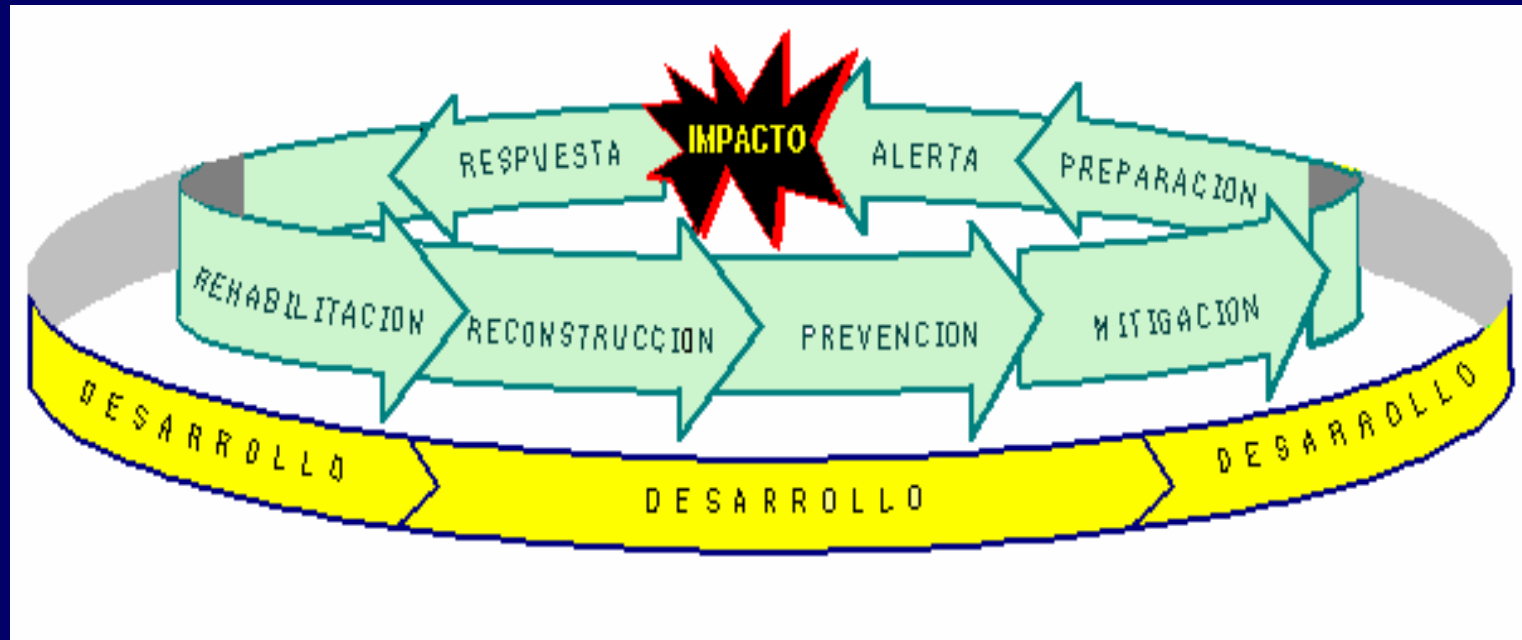 IMPACTO
RESPUESTA
ALERTA
PREPARACION
REHABILITACION
RECONSTRUCCION
PREVENCION
MITIGACION
DESARROLLO
DESARROLLO
DESARROLLO